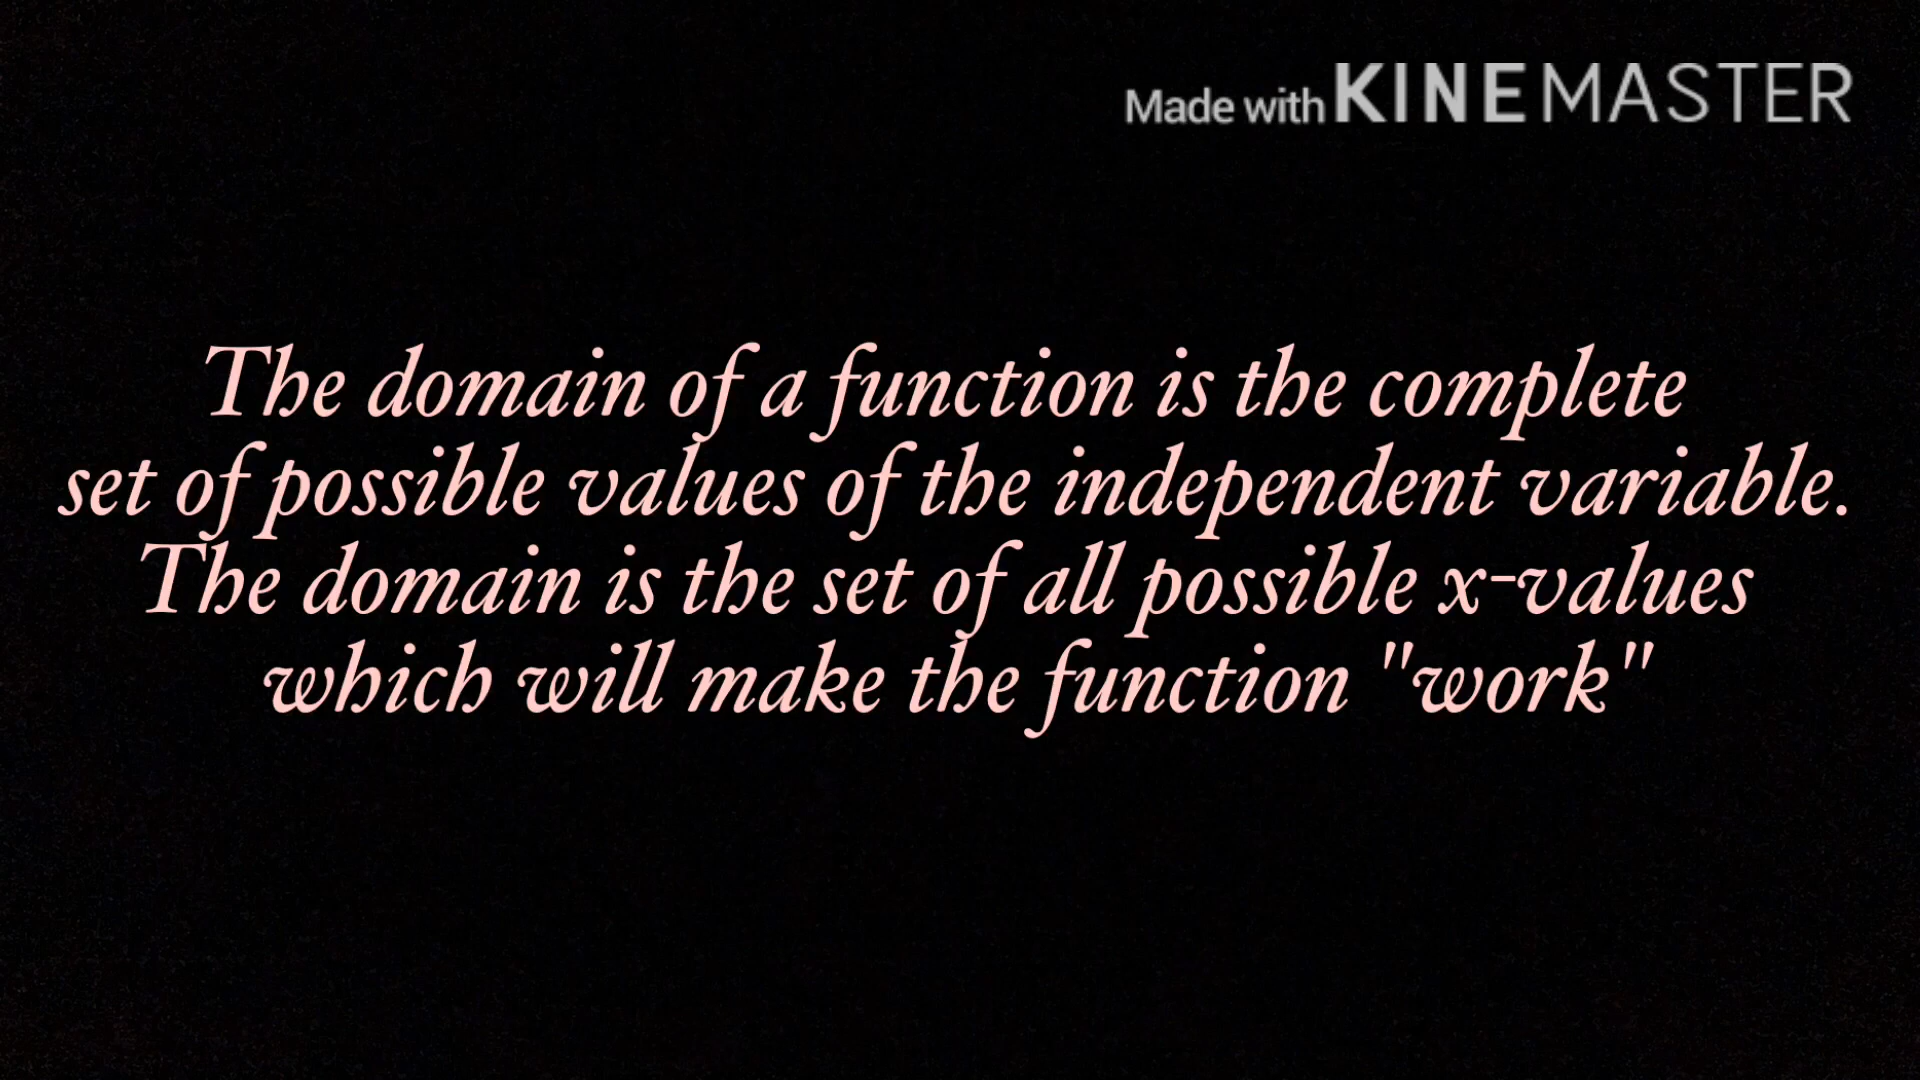 Made with KINEMASTER
The domain of a function is the complete
set of possible values of the independent variable.
The domain is the set of all possible x-values
which will make the function "work"